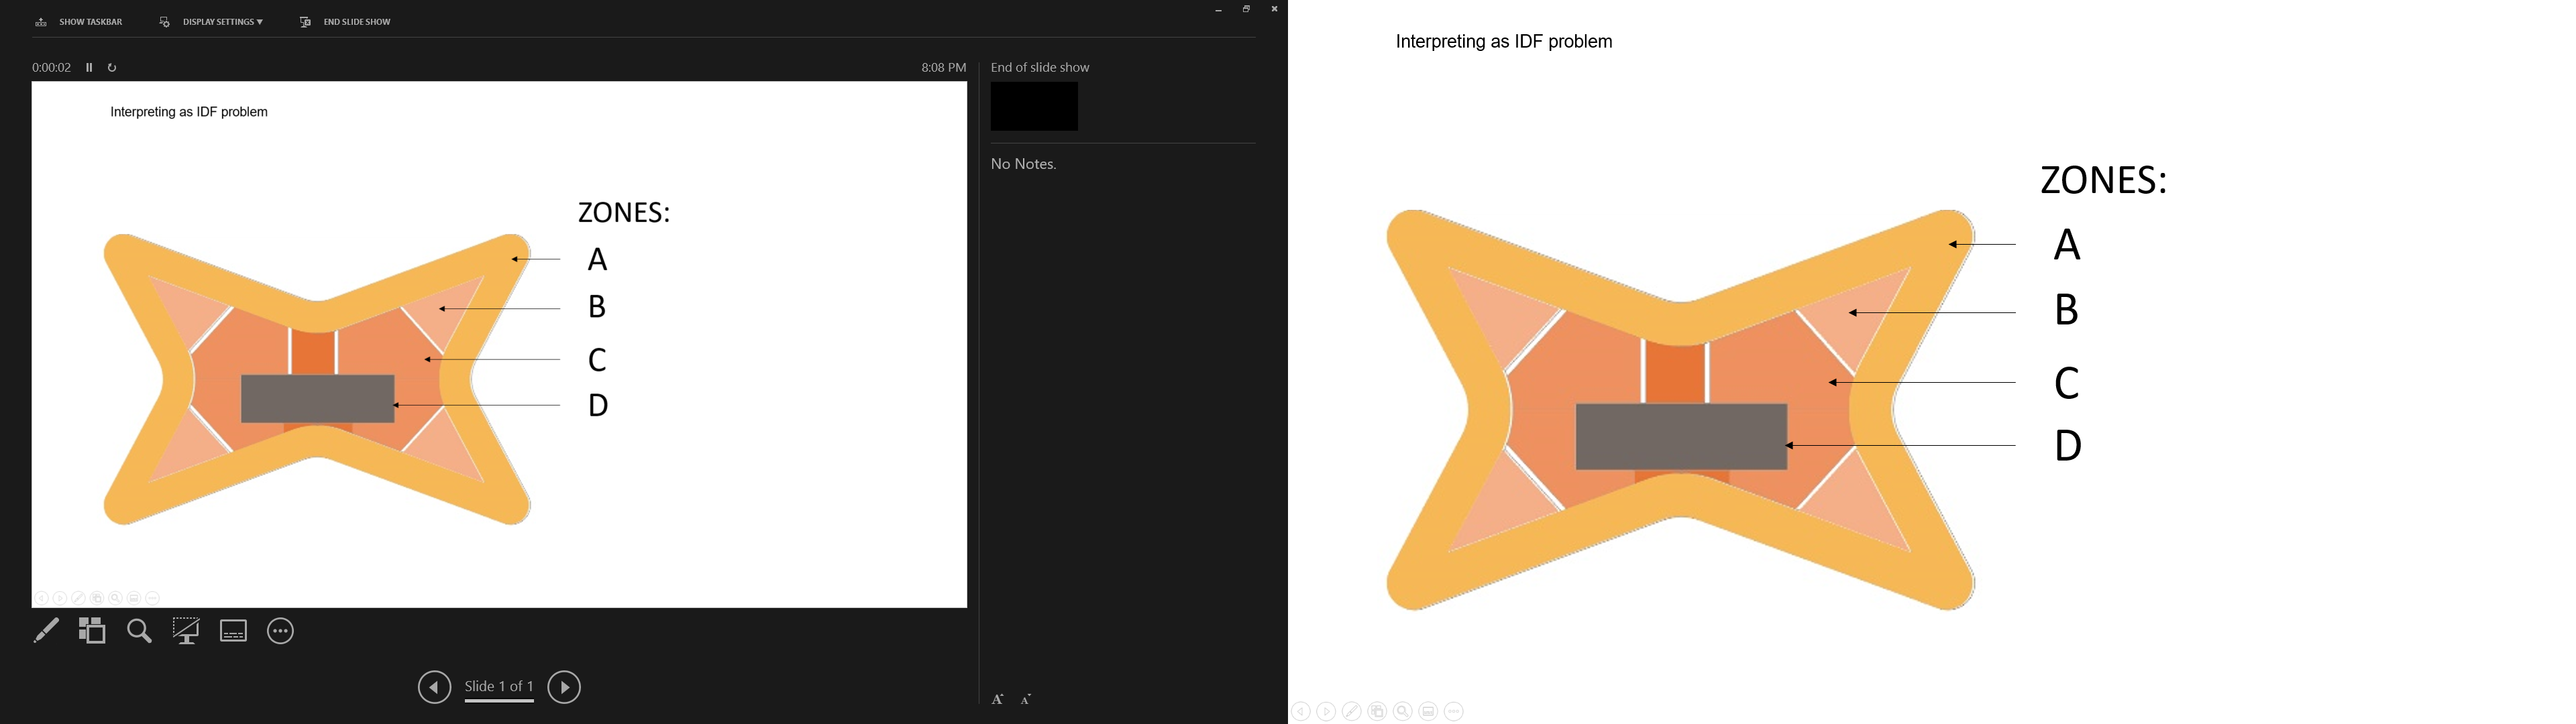 SHOW TASKBAR
DISPLAY SETTINGS ▼
END SLIDE SHOW
0:00:02
8:08 PM
Interpreting as IDF problem
ZONES:
A
B
C
D
Slide 1 of 1
End of slide show
No Notes.
A A
Interpreting as IDF problem
ZONES:
A
B
C
D